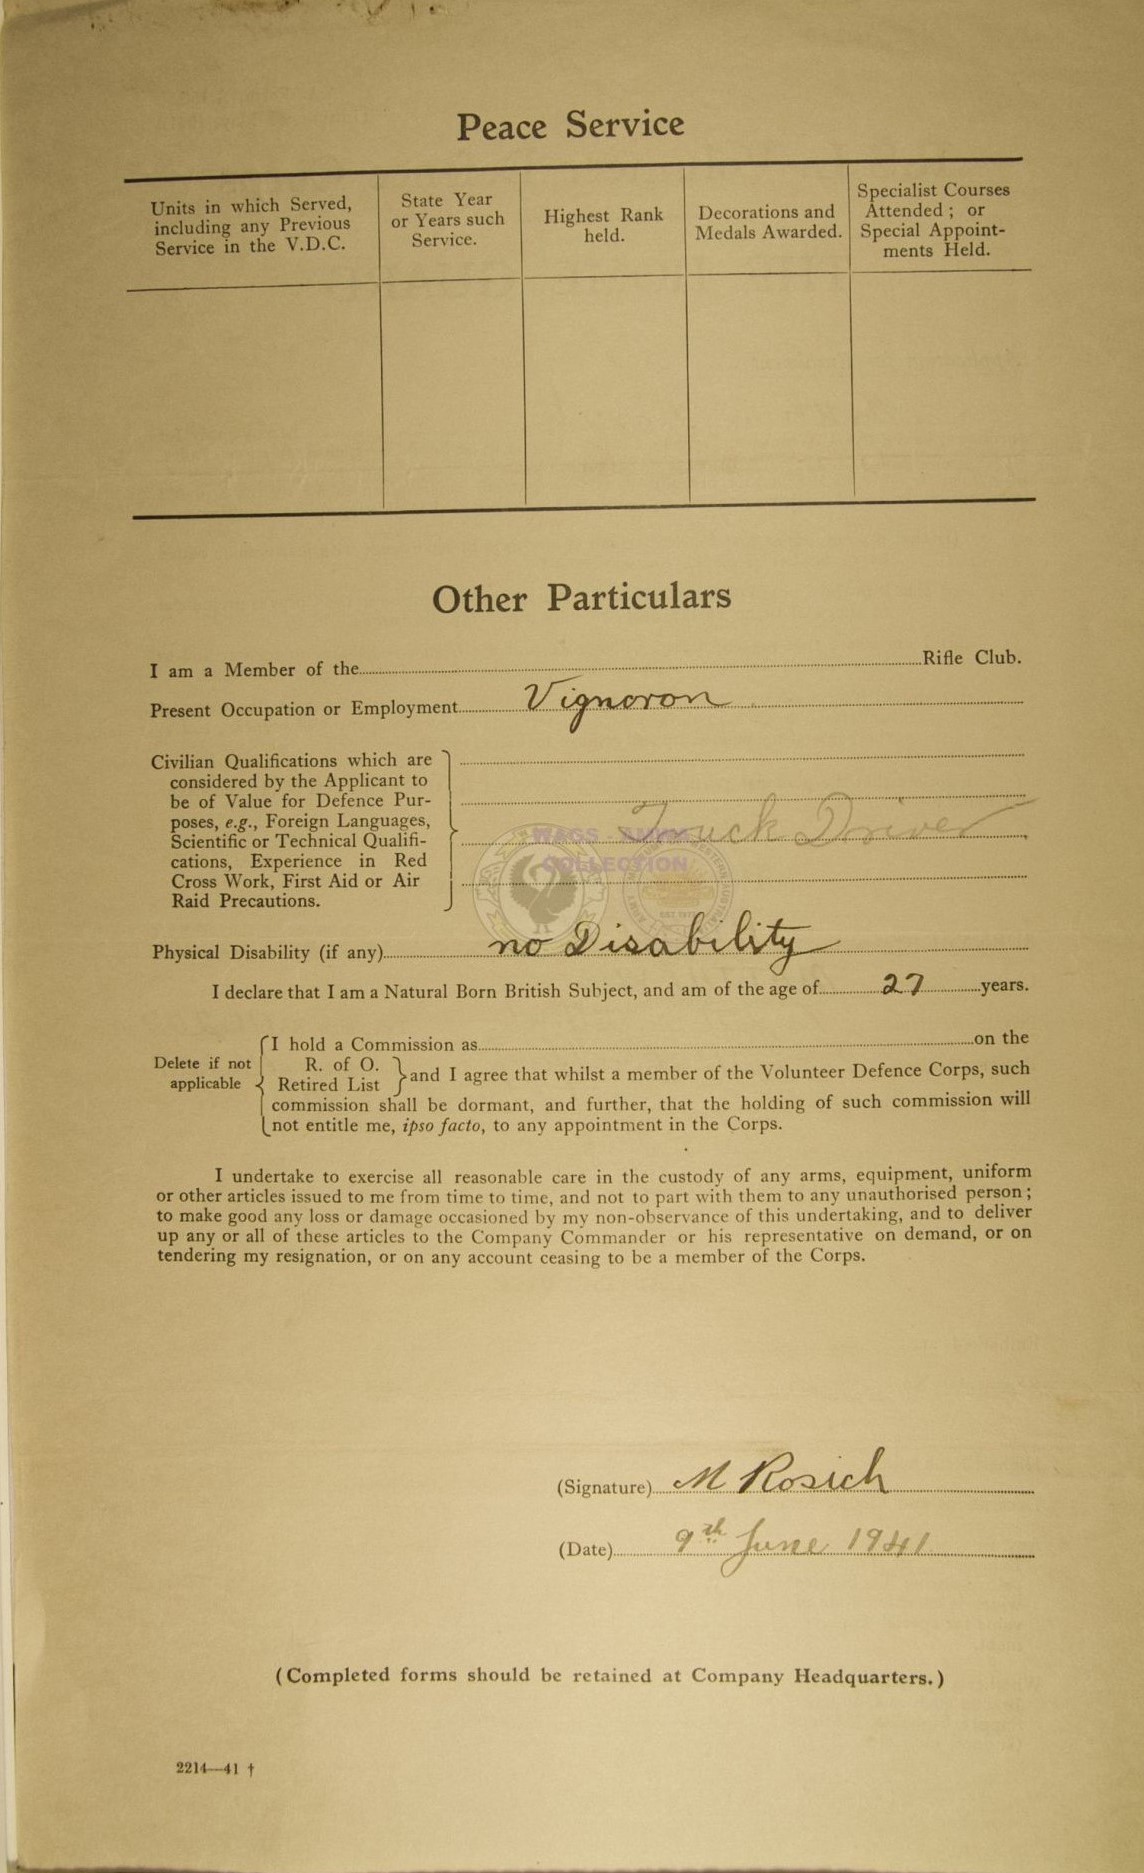 Peace Service
Units in which Served,
including any Previous
Service in the V.D.C.
State Year
or Years such
Service.
Highest Rank
held.
Decorations and
Medals Awarded.
Specialist Courses
Attended ; or
Special Appoint-
ments Held.
Other Particulars
I am a Member of the Rifle Club.
Present Occupation or Employment Vigneron
Civilian Qualifications which are
considered by the Applicant to
be of Value for Defence Pur-
poses, e.g., Foreign Languages,
Scientific or Technical Qualifi-
cations, Experience in Red
Cross Work, First Aid or Air
Raid Precautions.
Truck Driver
WAGS - AMMS
COLLECTION
Physical Disability (if any) no Disability
I declare that I am a Natural Born British Subject, and am of the age of 27 years.
Delete if not
applicable
I hold a Commission as on the
R. of O.
Retired List
and I agree that whilst a member of the Volunteer Defence Corps, such
commission shall be dormant, and further, that the holding of such commission will
not entitle me, ipso facto, to any appointment in the Corps.
I undertake to exercise all reasonable care in the custody of any arms, equipment, uniform
or other articles issued to me from time to time, and not to part with them to any unauthorised person ;
to make good any loss or damage occasioned by my non-observance of this undertaking, and to deliver
up any or all of these articles to the Company Commander or his representative on demand, or on
tendering my resignation, or on any account ceasing to be a member of the Corps.
(Signature) M Rosich
(Date) 9th June 1941
(Completed forms should be retained at Company Headquarters.)
2214—41 †